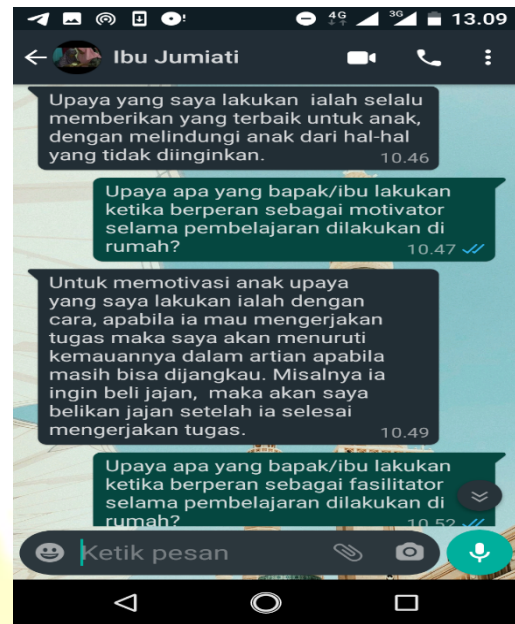 4G 3G 13.09
Ibu Jumiati
Upaya yang saya lakukan ialah selalu
memberikan yang terbaik untuk anak,
dengan melindungi anak dari hal-hal
yang tidak diinginkan. 10.46
Upaya apa yang bapak/ibu lakukan
ketika berperan sebagai motivator
selama pembelajaran dilakukan di
rumah? 10.47
Untuk memotivasi anak upaya
yang saya lakukan ialah dengan
cara, apabila ia mau mengerjakan
tugas maka saya akan menuruti
kemauannya dalam artian apabila
masih bisa dijangkau. Misalnya ia
ingin beli jajan, maka akan saya
belikan jajan setelah ia selesai
mengerjakan tugas. 10.49
Upaya apa yang bapak/ibu lakukan
ketika berperan sebagai fasilitator
selama pembelajaran dilakukan di
rumah? 10.52
Ketik pesan